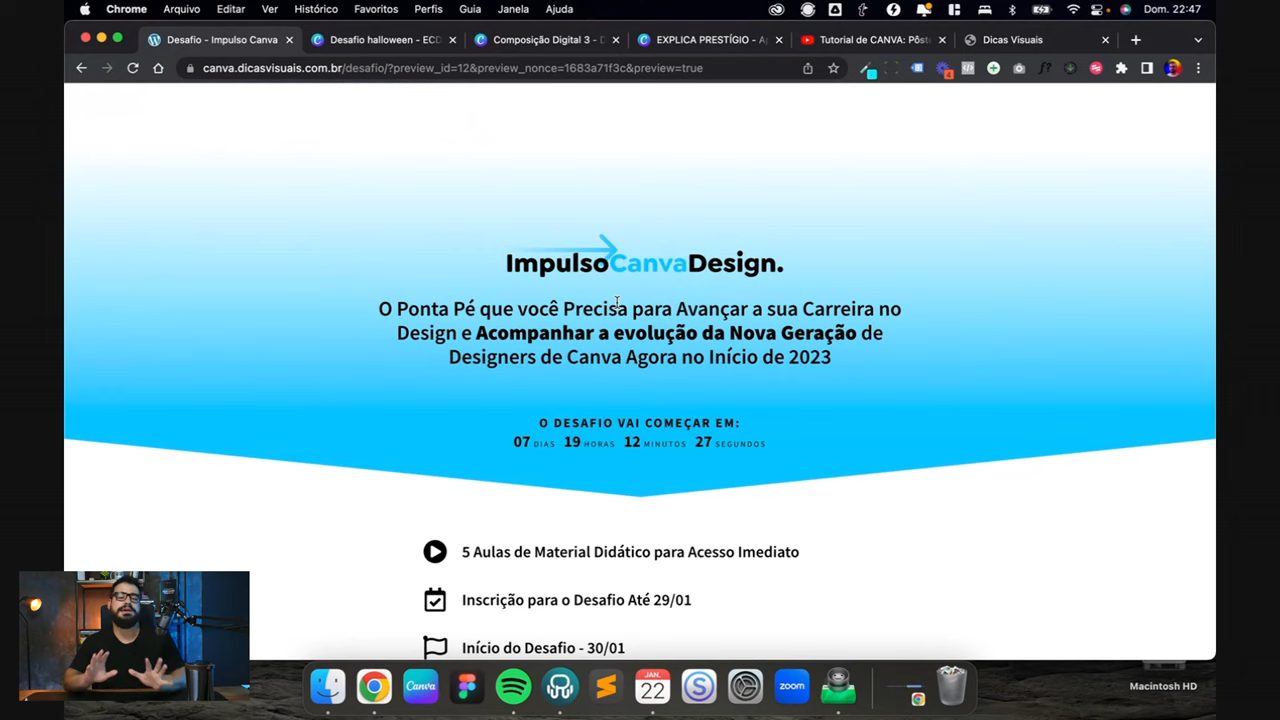 Chrome Arquivo Editar Ver Histórico Favoritos Perfis Guia Janela Ajuda Dom. 22:47
Desafio - Impulso Canva Desafio halloween - ECD Composição Digital 3 - D EXPLICA PRESTÍGIO - A Tutorial de CANVA: Pôst Dicas Visuais
canva.dicasvisuais.com.br/desafio/?preview_id=12&preview_nonce=1683a71f3c&preview=true
ImpulsoCanvaDesign.
O Ponta Pé que você Precisa para Avançar a sua Carreira no
Design e Acompanhar a evolução da Nova Geração de
Designers de Canva Agora no Início de 2023
O DESAFIO VAI COMEÇAR EM:
07 DIAS 19 HORAS 12 MINUTOS 27 SEGUNDOS
5 Aulas de Material Didático para Acesso Imediato
Inscrição para o Desafio Até 29/01
Início do Desafio - 30/01
Canva
JAN.
22
zoom
Macintosh HD